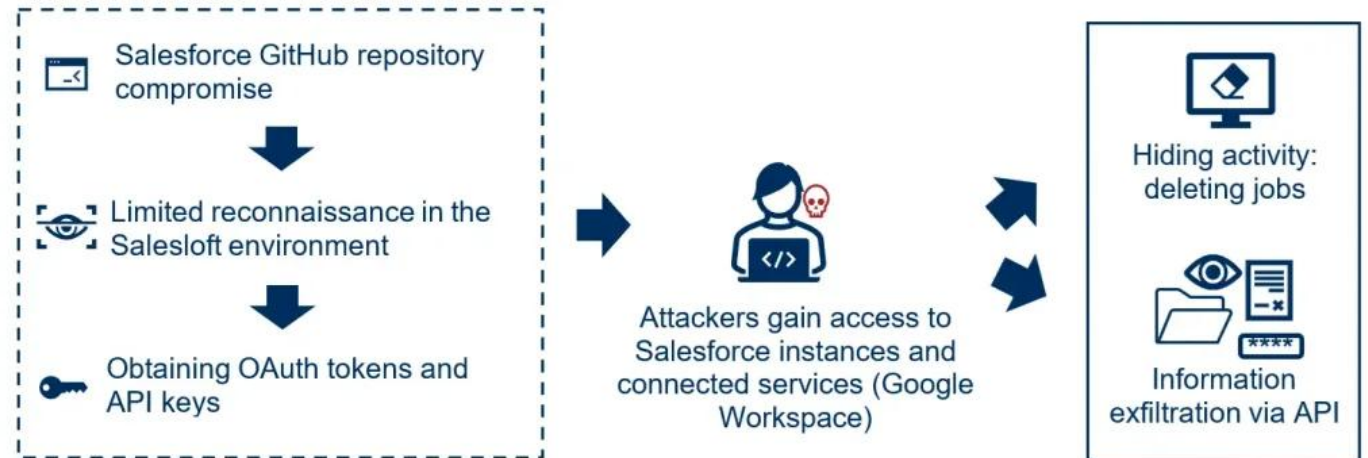 Salesforce GitHub repository
compromise
Limited reconnaissance in the
Salesloft environment
Obtaining OAuth tokens and
API keys
</>
Attackers gain access to
Salesforce instances and
connected services (Google
Workspace)
Hiding activity:
deleting jobs
****
Information
exfiltration via API